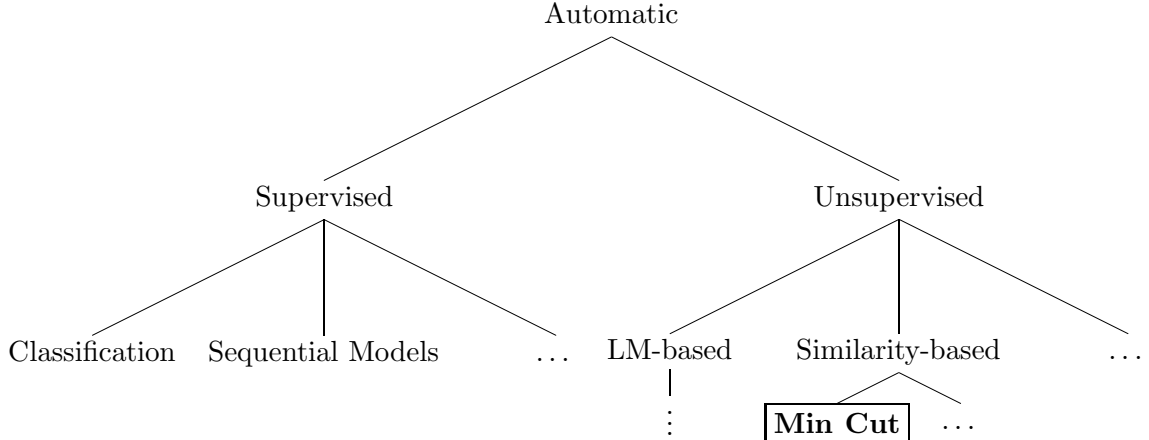 Automatic
Supervised Unsupervised
Classification Sequential Models ... LM-based Similarity-based ...
⋮ Min Cut ...